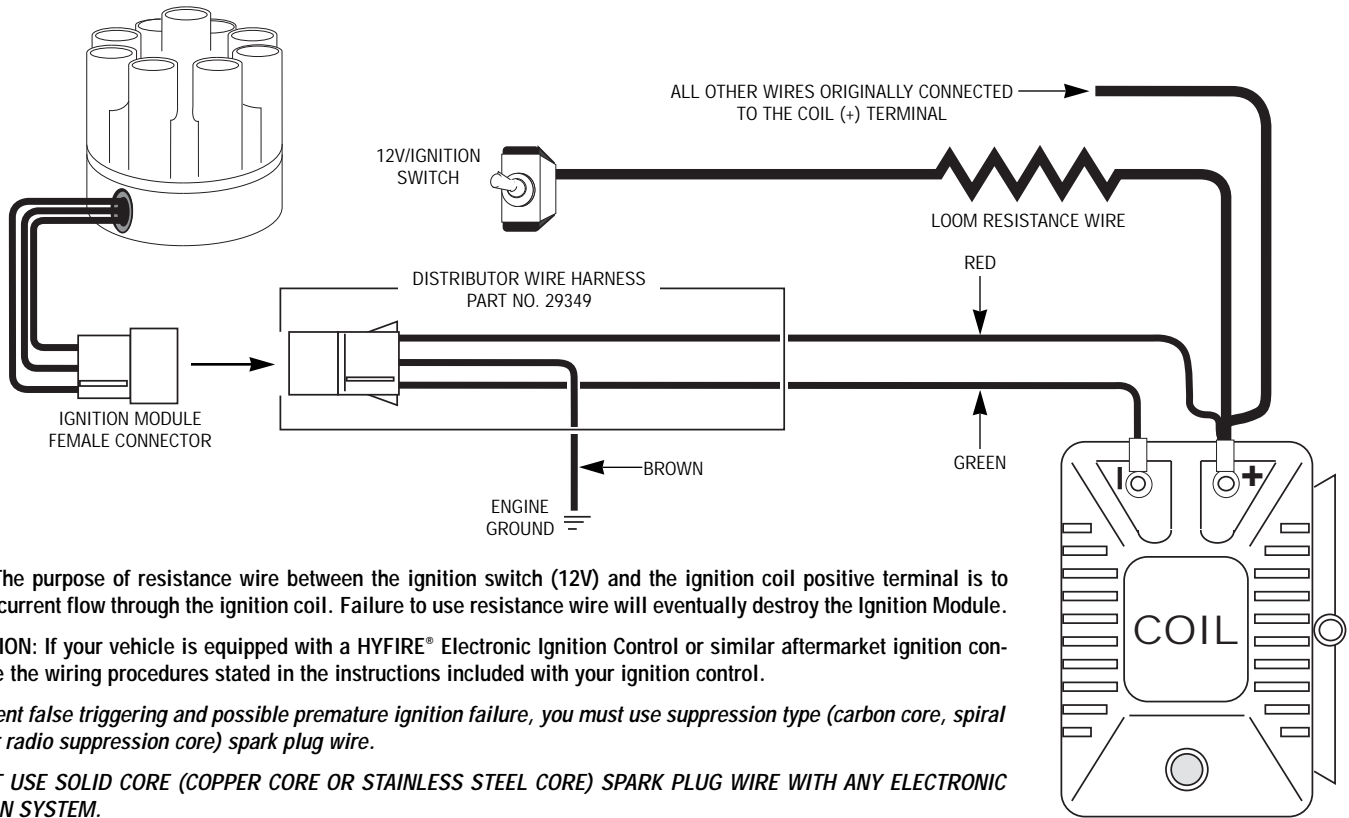 ALL OTHER WIRES ORIGINALLY CONNECTED
TO THE COIL (+) TERMINAL
12V/IGNITION
SWITCH
LOOM RESISTANCE WIRE
RED
DISTRIBUTOR WIRE HARNESS
PART NO. 29349
IGNITION MODULE
FEMALE CONNECTOR
BROWN
GREEN
ENGINE
GROUND
+
COIL
The purpose of resistance wire between the ignition switch (12V) and the ignition coil positive terminal is to
current flow through the ignition coil. Failure to use resistance wire will eventually destroy the Ignition Module.
ION: If your vehicle is equipped with a HYFIRE® Electronic Ignition Control or similar aftermarket ignition con-
e the wiring procedures stated in the instructions included with your ignition control.
ent false triggering and possible premature ignition failure, you must use suppression type (carbon core, spiral
r radio suppression core) spark plug wire.
T USE SOLID CORE (COPPER CORE OR STAINLESS STEEL CORE) SPARK PLUG WIRE WITH ANY ELECTRONIC
N SYSTEM.